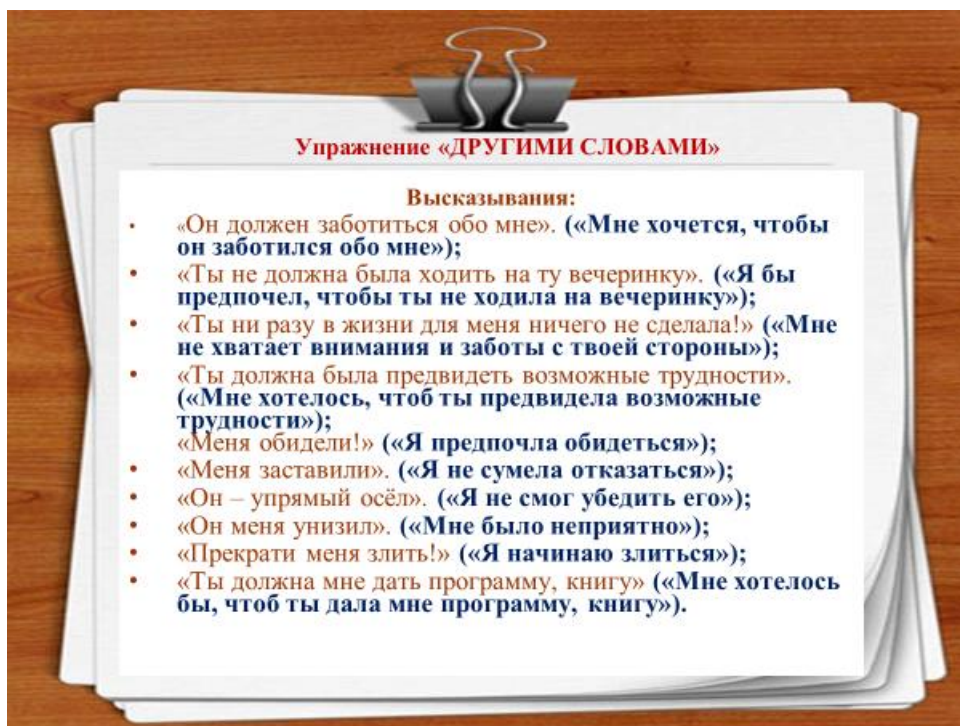 Упражнение «ДРУГИМИ СЛОВАМИ»
Высказывания:
• «Он должен заботиться обо мне». («Мне хочется, чтобы
он заботился обо мне»);
• «Ты не должна была ходить на ту вечеринку». («Я бы
предпочел, чтобы ты не ходила на вечеринку»);
• «Ты ни разу в жизни для меня ничего не сделала!» («Мне
не хватает внимания и заботы с твоей стороны»);
• «Ты должна была предвидеть возможные трудности».
(«Мне хотелось, чтоб ты предвидела возможные
трудности»);
«Меня обидели!» («Я предпочла обидеться»);
• «Меня заставили». («Я не сумела отказаться»);
• «Он – упрямый осёл». («Я не смог убедить его»);
• «Он меня унизил». («Мне было неприятно»);
• «Прекрати меня злить!» («Я начинаю злиться»);
• «Ты должна мне дать программу, книгу» («Мне хотелось
бы, чтоб ты дала мне программу, книгу»).